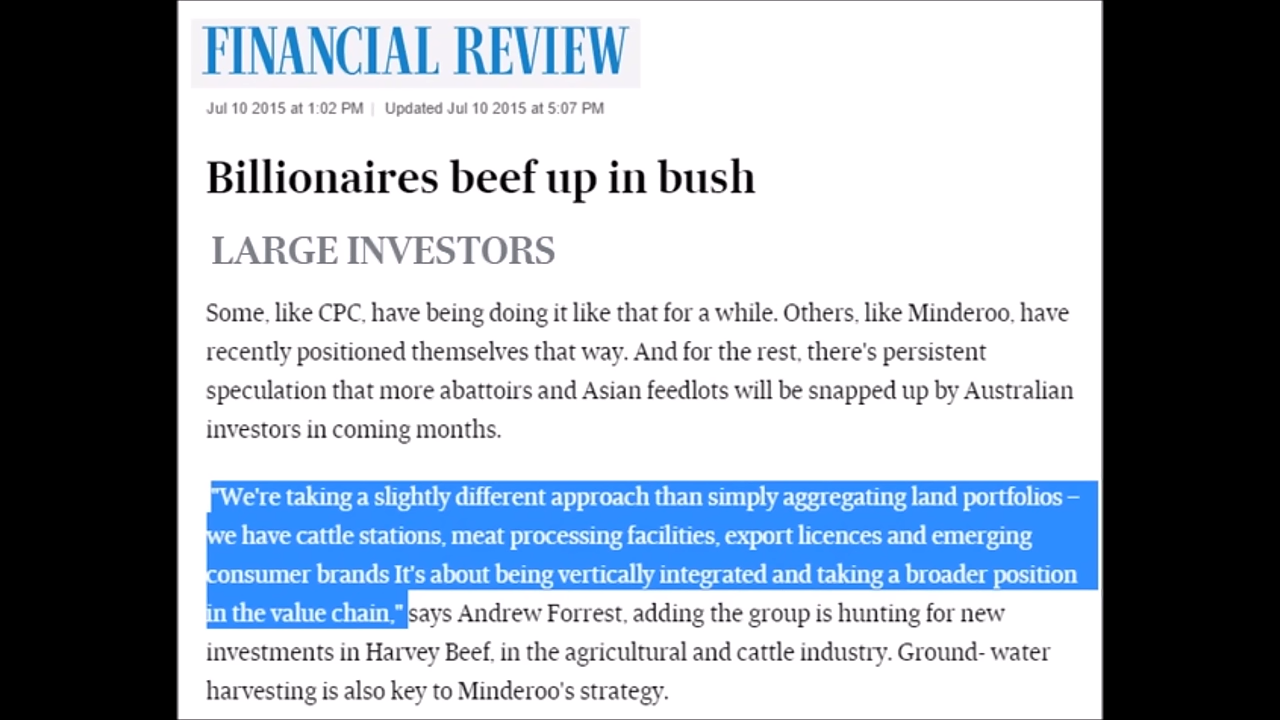 FINANCIAL REVIEW
Jul 10 2015 at 1:02 PM | Updated Jul 10 2015 at 5:07 PM
Billionaires beef up in bush
LARGE INVESTORS
Some, like CPC, have being doing it like that for a while. Others, like Minderoo, have
recently positioned themselves that way. And for the rest, there's persistent
speculation that more abattoirs and Asian feedlots will be snapped up by Australian
investors in coming months.
"We're taking a slightly different approach than simply aggregating land portfolios –
we have cattle stations, meat processing facilities, export licences and emerging
consumer brands It's about being vertically integrated and taking a broader position
in the value chain," says Andrew Forrest, adding the group is hunting for new
investments in Harvey Beef, in the agricultural and cattle industry. Ground- water
harvesting is also key to Minderoo's strategy.